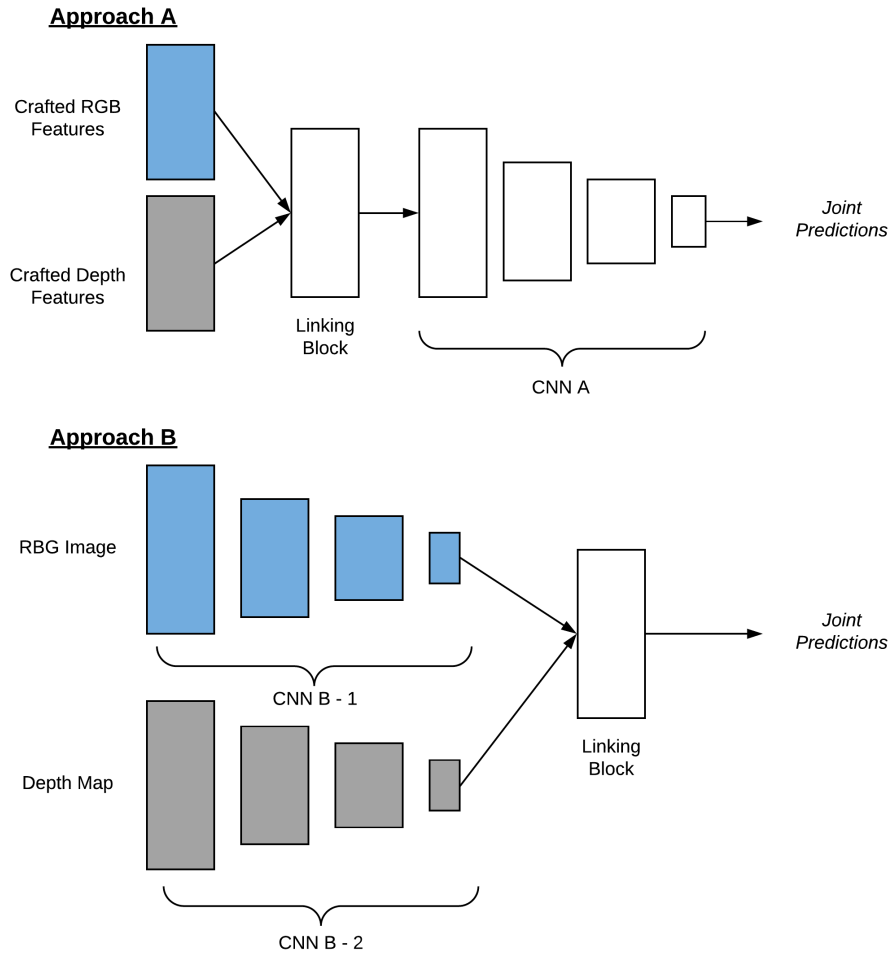 Approach A
Crafted RGB
Features
Crafted Depth
Features
Linking
Block
CNN A
Joint
Predictions
Approach B
RBG Image
CNN B - 1
Depth Map
CNN B - 2
Linking
Block
Joint
Predictions